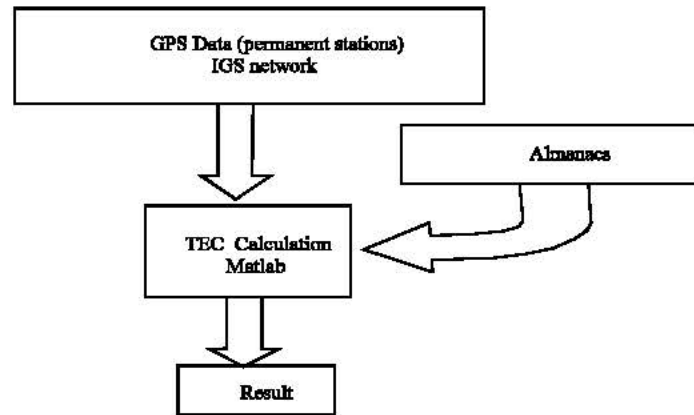 GPS Data (permanent stations)
IGS network
Almanacs
TEC Calculation
Matlab
Result